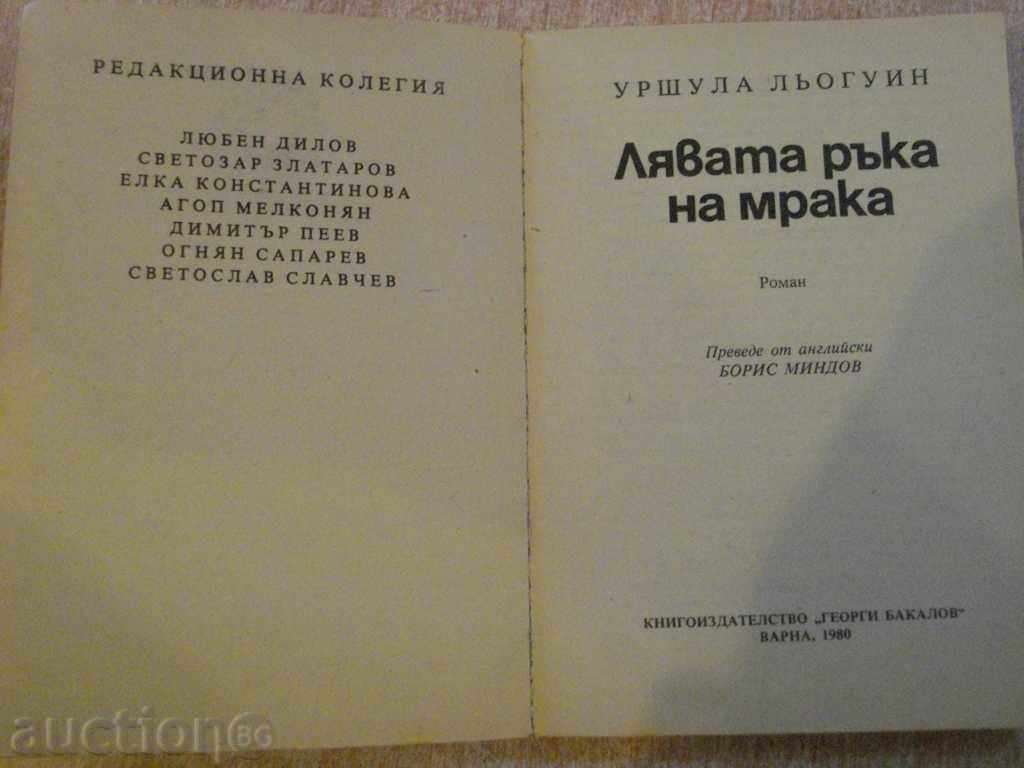 РЕДАКЦИОННА КОЛЕГИЯ
ЛЮБЕН ДИЛОВ
СВЕТОЗАР ЗЛАТАРОВ
ЕЛКА КОНСТАНТИНОВА
АГОП МЕЛКОНЯН
ДИМИТЪР ПЕЕВ
ОГНЯН САПАРЕВ
СВЕТОСЛАВ СЛАВЧЕВ
УРШУЛА ЛЬОГУИН
Лявата ръка
на мрака
Роман
Преведе от английски
БОРИС МИНДОВ
КНИГОИЗДАТЕЛСТВО „ГЕОРГИ БАКАЛОВ“
ВАРНА, 1980
auction БГ